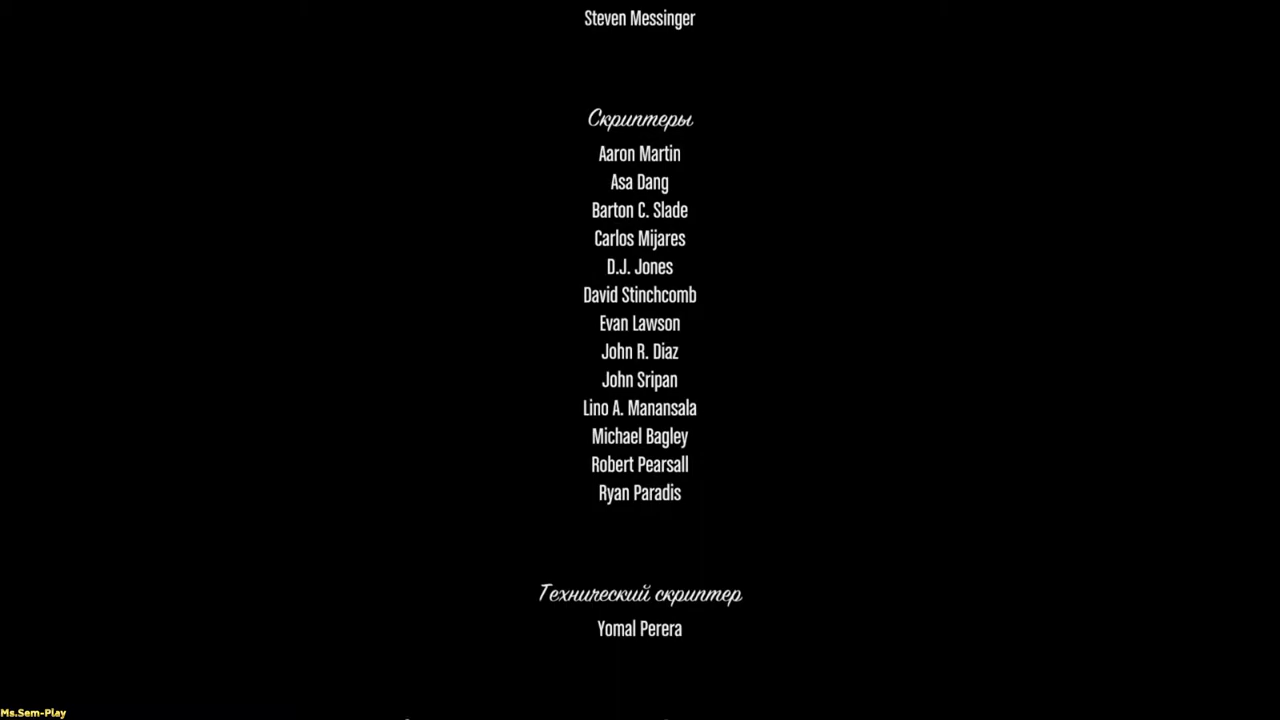 Steven Messinger
Скриптеры
Aaron Martin
Asa Dang
Barton C. Slade
Carlos Mijares
D.J. Jones
David Stinchcomb
Evan Lawson
John R. Diaz
John Sripan
Lino A. Manansala
Michael Bagley
Robert Pearsall
Ryan Paradis
Технический скриптер
Yomal Perera
Ms.Sem-Play